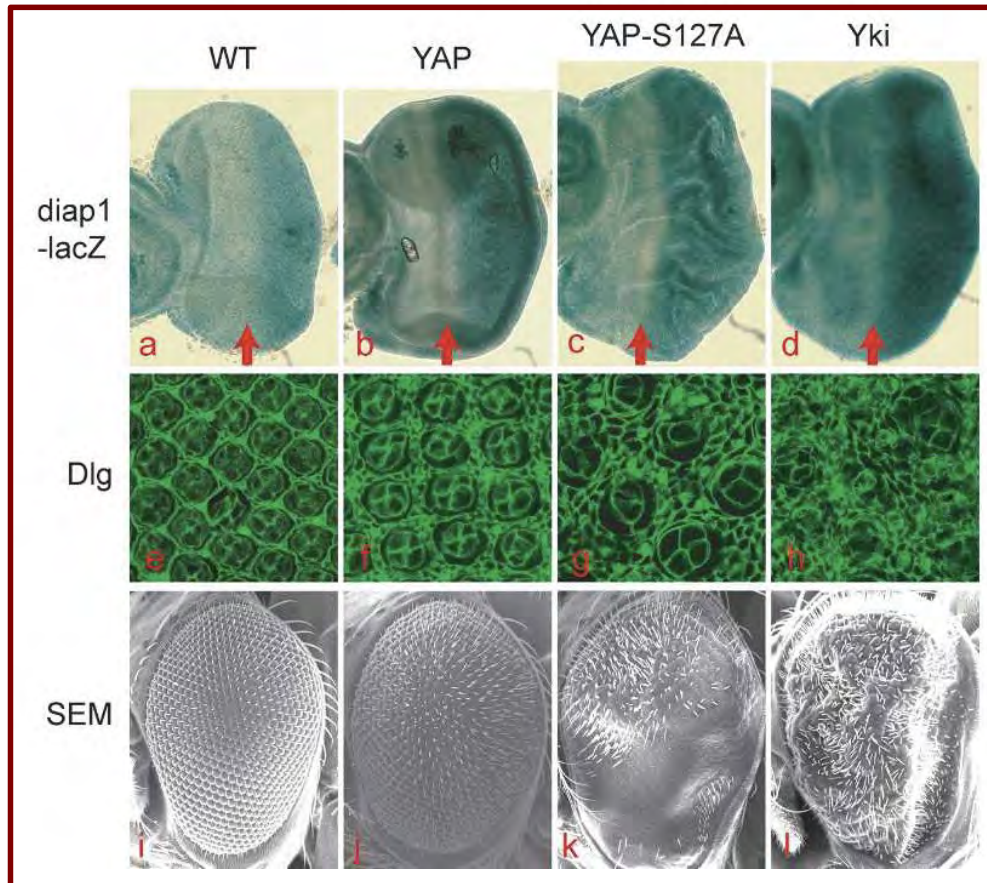 WT YAP YAP-S127A Yki
diap1
-lacZ
a b c d
Dlg
e f g h
SEM
i j k l